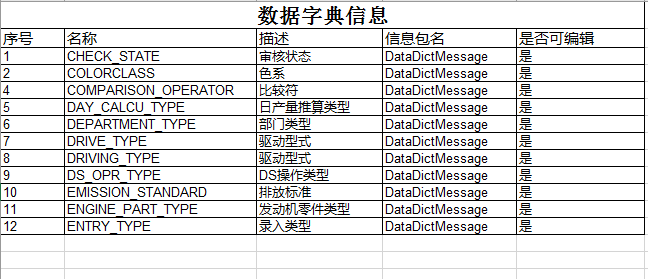 数据字典信息
序号 名称 描述 信息包名 是否可编辑
1 CHECK_STATE 审核状态 DataDictMessage 是
2 COLORCLASS 色系 DataDictMessage 是
4 COMPARISON_OPERATOR 比较符 DataDictMessage 是
5 DAY_CALCU_TYPE 日产量推算类型 DataDictMessage 是
6 DEPARTMENT_TYPE 部门类型 DataDictMessage 是
7 DRIVE_TYPE 驱动型式 DataDictMessage 是
8 DRIVING_TYPE 驱动型式 DataDictMessage 是
9 DS_OPR_TYPE DS操作类型 DataDictMessage 是
10 EMISSION_STANDARD 排放标准 DataDictMessage 是
11 ENGINE_PART_TYPE 发动机零件类型 DataDictMessage 是
12 ENTRY_TYPE 录入类型 DataDictMessage 是